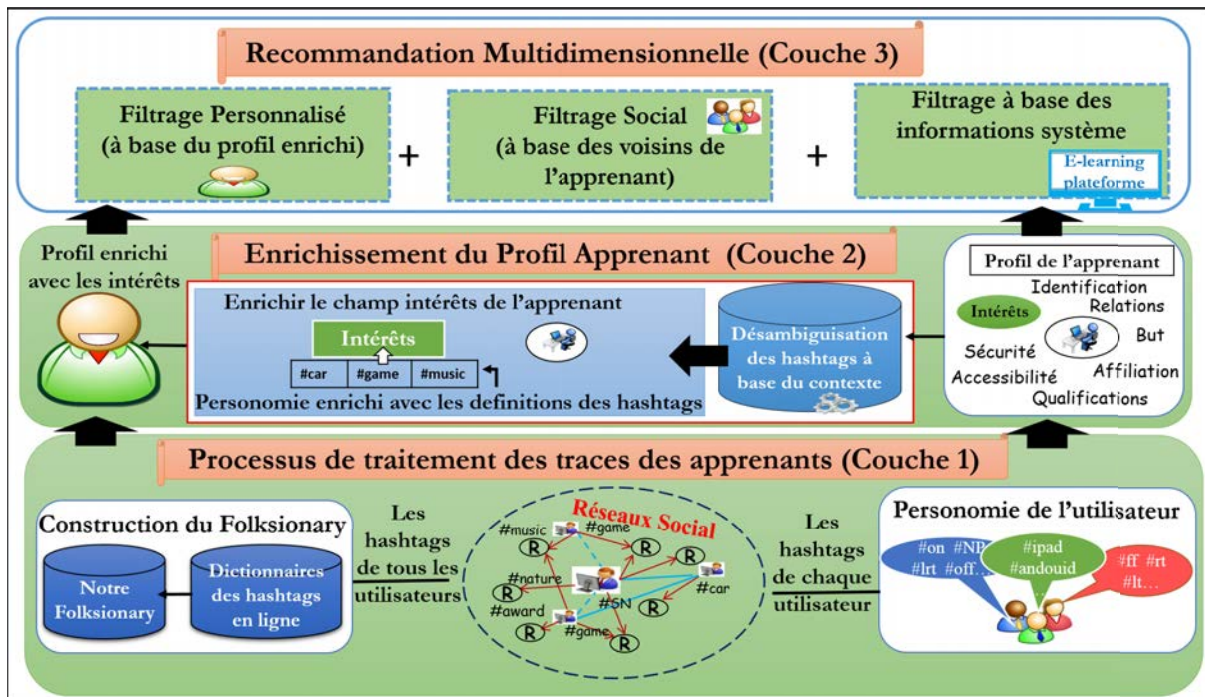 Recommandation Multidimensionnelle (Couche 3)
Filtrage Personnalisé
(à base du profil enrichi)
+
Filtrage Social
(à base des voisins de
l'apprenant)
+
Filtrage à base des
informations système
E-learning
plateforme
Enrichissement du Profil Apprenant (Couche 2)
Profil enrichi
avec les intérêts
Enrichir le champ intérêts de l'apprenant
Intérêts
#car #game #music
Personomie enrichi avec les definitions des hashtags
Désambiguisation
des hashtags à
base du contexte
Profil de l'apprenant
Identification
Relations
Intérêts
But
Sécurité
Affiliation
Accessibilité
Qualifications
Processus de traitement des traces des apprenants (Couche 1)
Construction du Folksionary
Notre
Folksionary
Dictionnaires
des hashtags
en ligne
Les
hashtags
de tous les
utilisateurs
Réseaux Social
#music #game
R R R
#nature
R #car
#award #SN R
R #game R
Les
hashtags
de chaque
utilisateur
Personomie de l'utilisateur
#on #NP
#lrt #off...
#ipad
#andouid
...
#ff #rt
#lt...